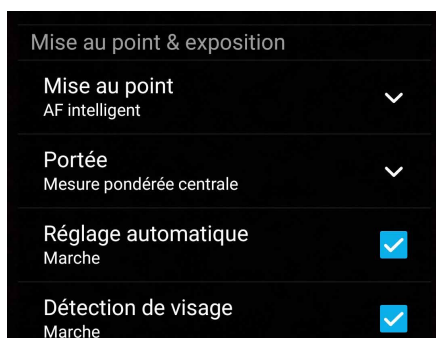 Mise au point & exposition
Mise au point
AF intelligent
Portée
Mesure pondérée centrale
Réglage automatique
Marche
Détection de visage
Marche